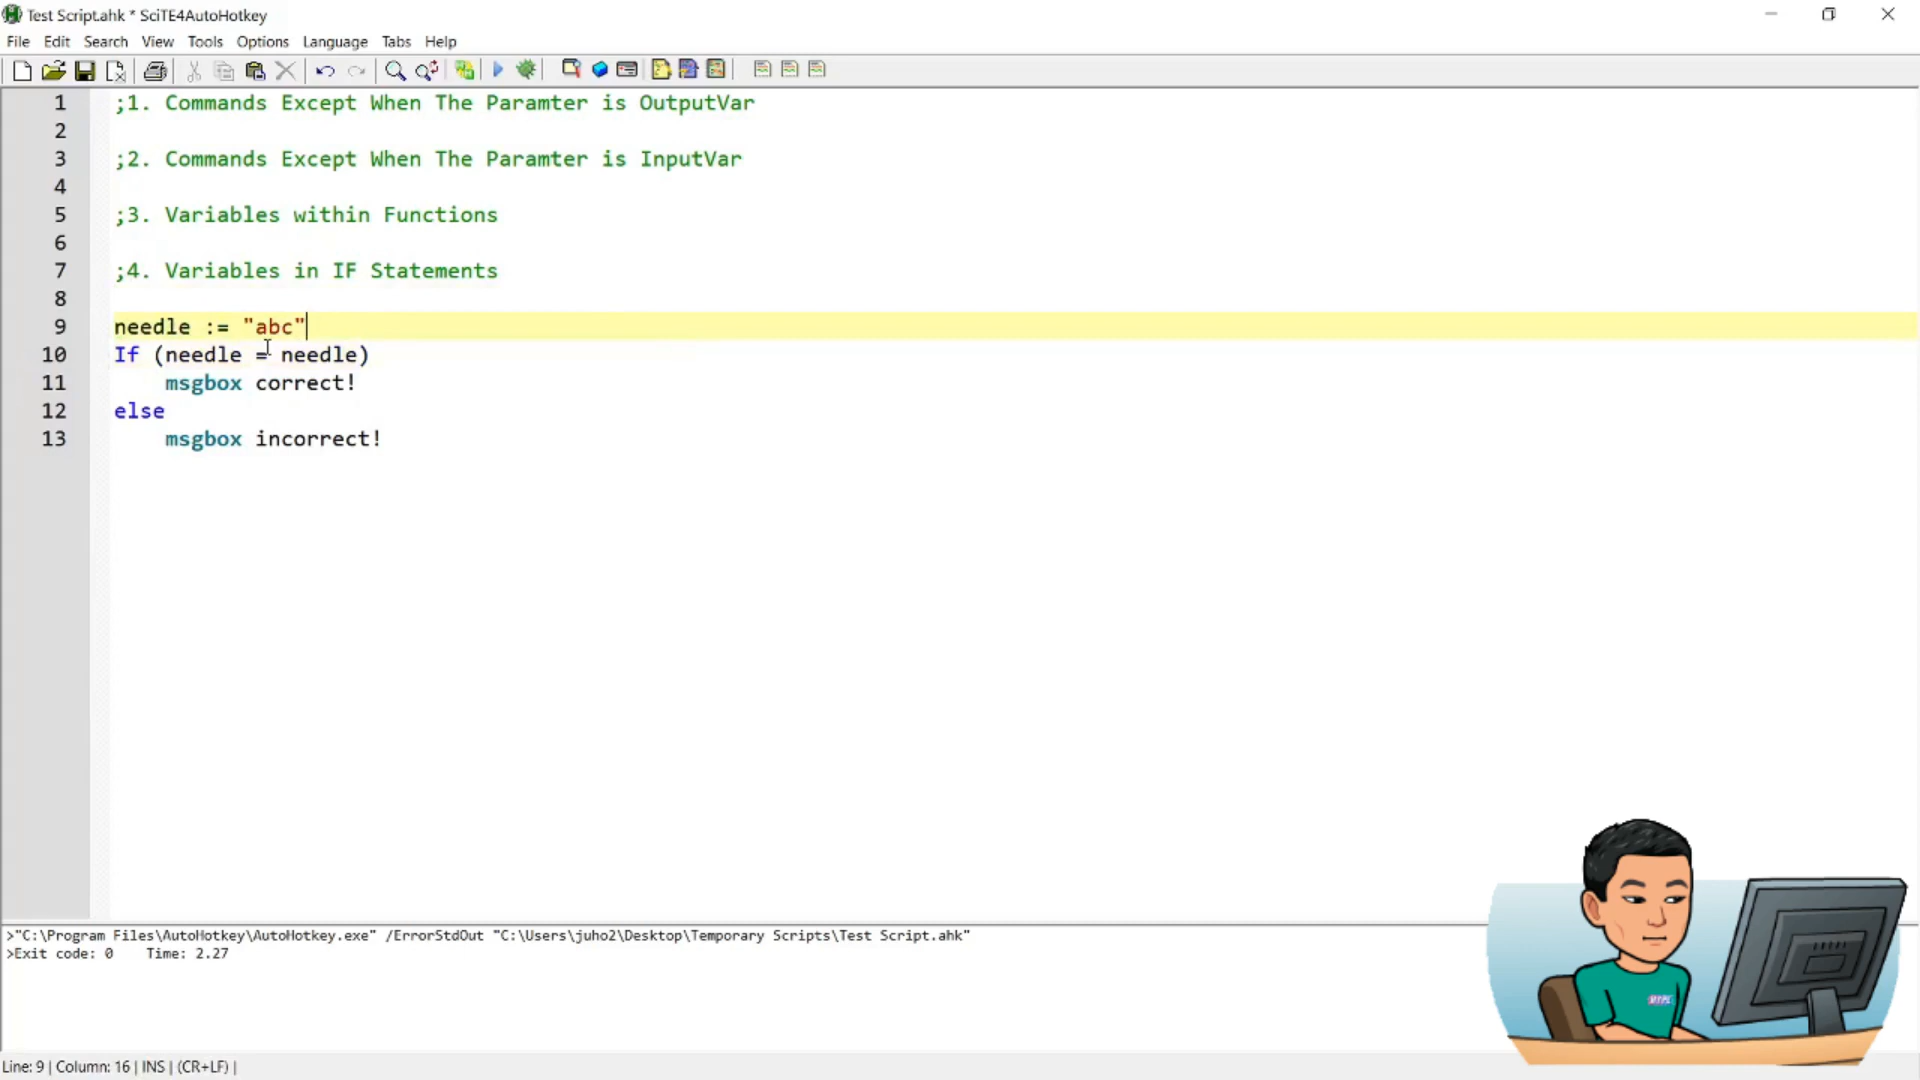 Test Script.ahk * SciTE4AutoHotkey
File Edit Search View Tools Options Language Tabs Help
1 ;1. Commands Except When The Paramter is OutputVar
2
3 ;2. Commands Except When The Paramter is InputVar
4
5 ;3. Variables within Functions
6
7 ;4. Variables in IF Statements
8
9 needle := "abc"
10 If (needle = needle)
11 msgbox correct!
12 else
13 msgbox incorrect!
>"C:\Program Files\AutoHotkey\AutoHotkey.exe" /ErrorStdOut "C:\Users\juho2\Desktop\Temporary Scripts\Test Script.ahk"
>Exit code: 0 Time: 2.27
Line: 9 | Column: 16 | INS | (CR+LF) |